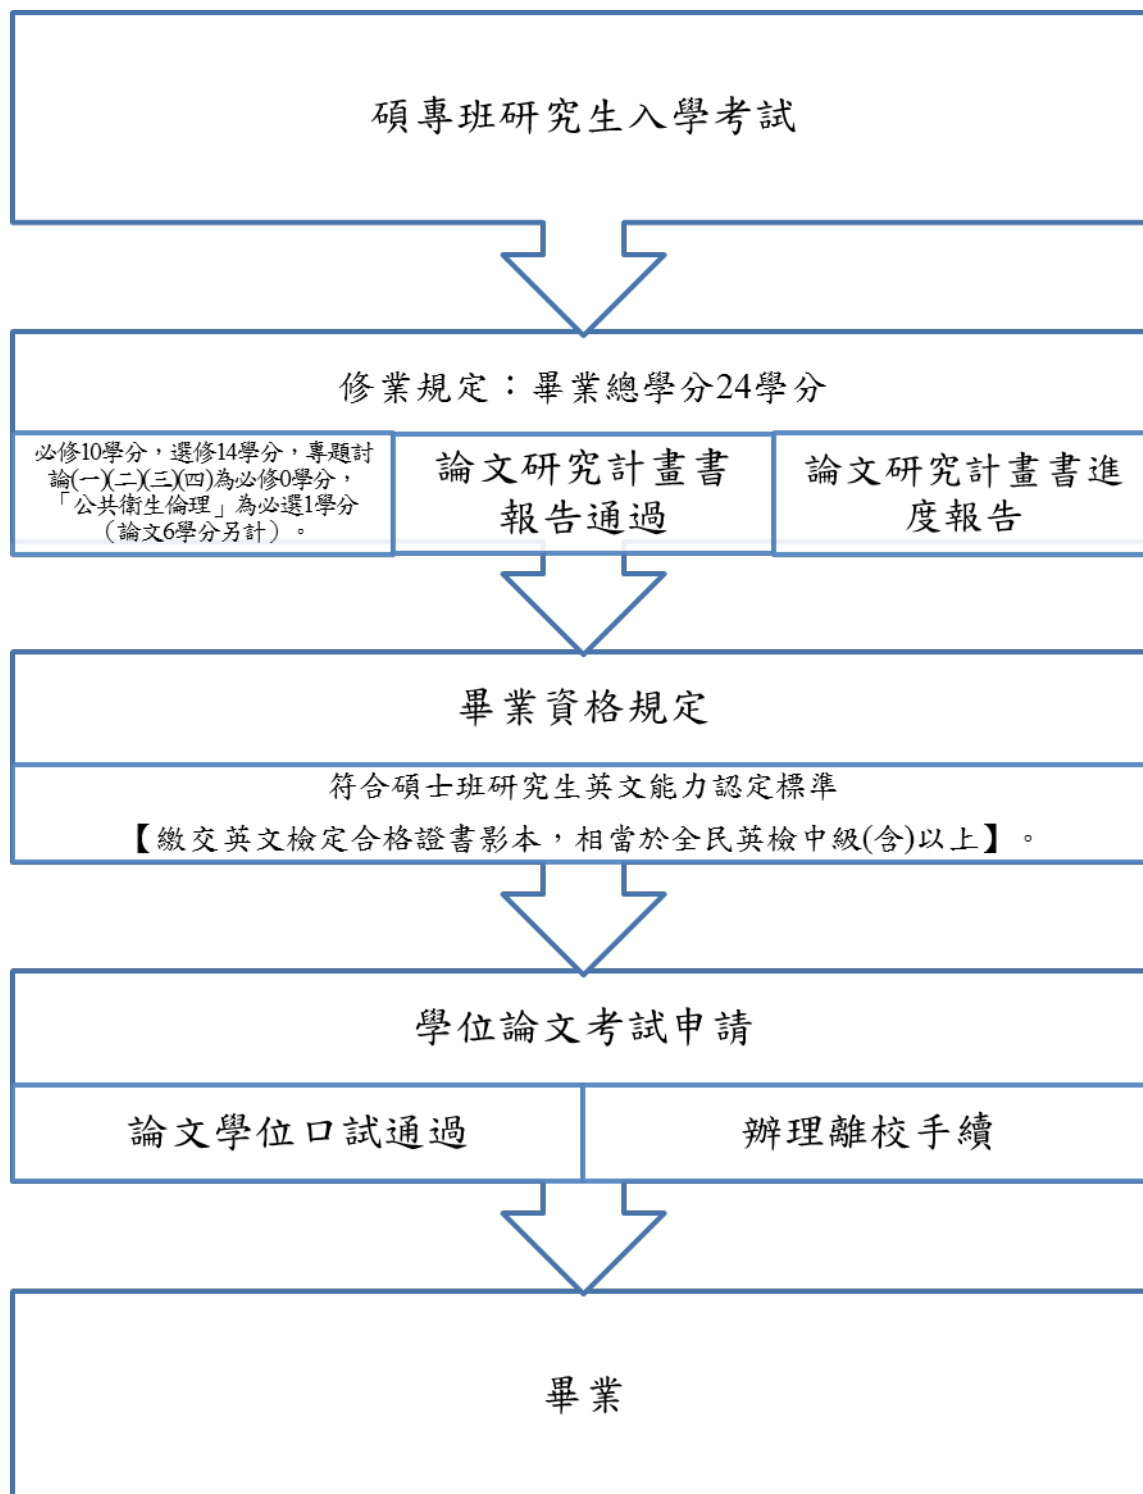 碩專班研究生入學考試
修業規定：畢業總學分24學分
必修10學分，選修14學分，專題討
論(一)(二)(三)(四)為必修0學分，
「公共衛生倫理」為必選1學分
（論文6學分另計）。
論文研究計畫書
報告通過
論文研究計畫書進
度報告
畢業資格規定
符合碩士班研究生英文能力認定標準
【繳交英文檢定合格證書影本，相當於全民英檢中級(含)以上】。
學位論文考試申請
論文學位口試通過
辦理離校手續
畢業